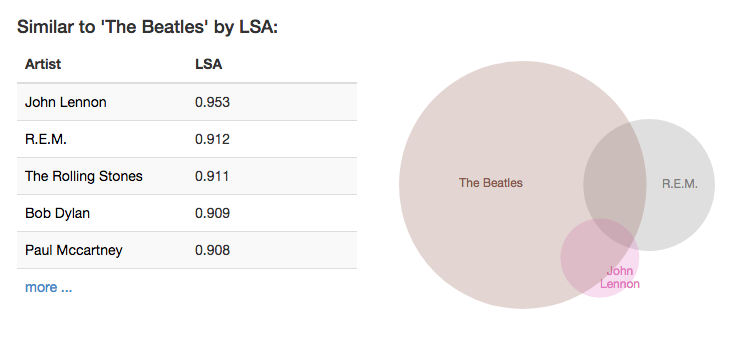 Similar to 'The Beatles' by LSA:
Artist LSA
John Lennon 0.953
R.E.M. 0.912
The Rolling Stones 0.911
Bob Dylan 0.909
Paul Mccartney 0.908
more ...
The Beatles
R.E.M.
John
Lennon